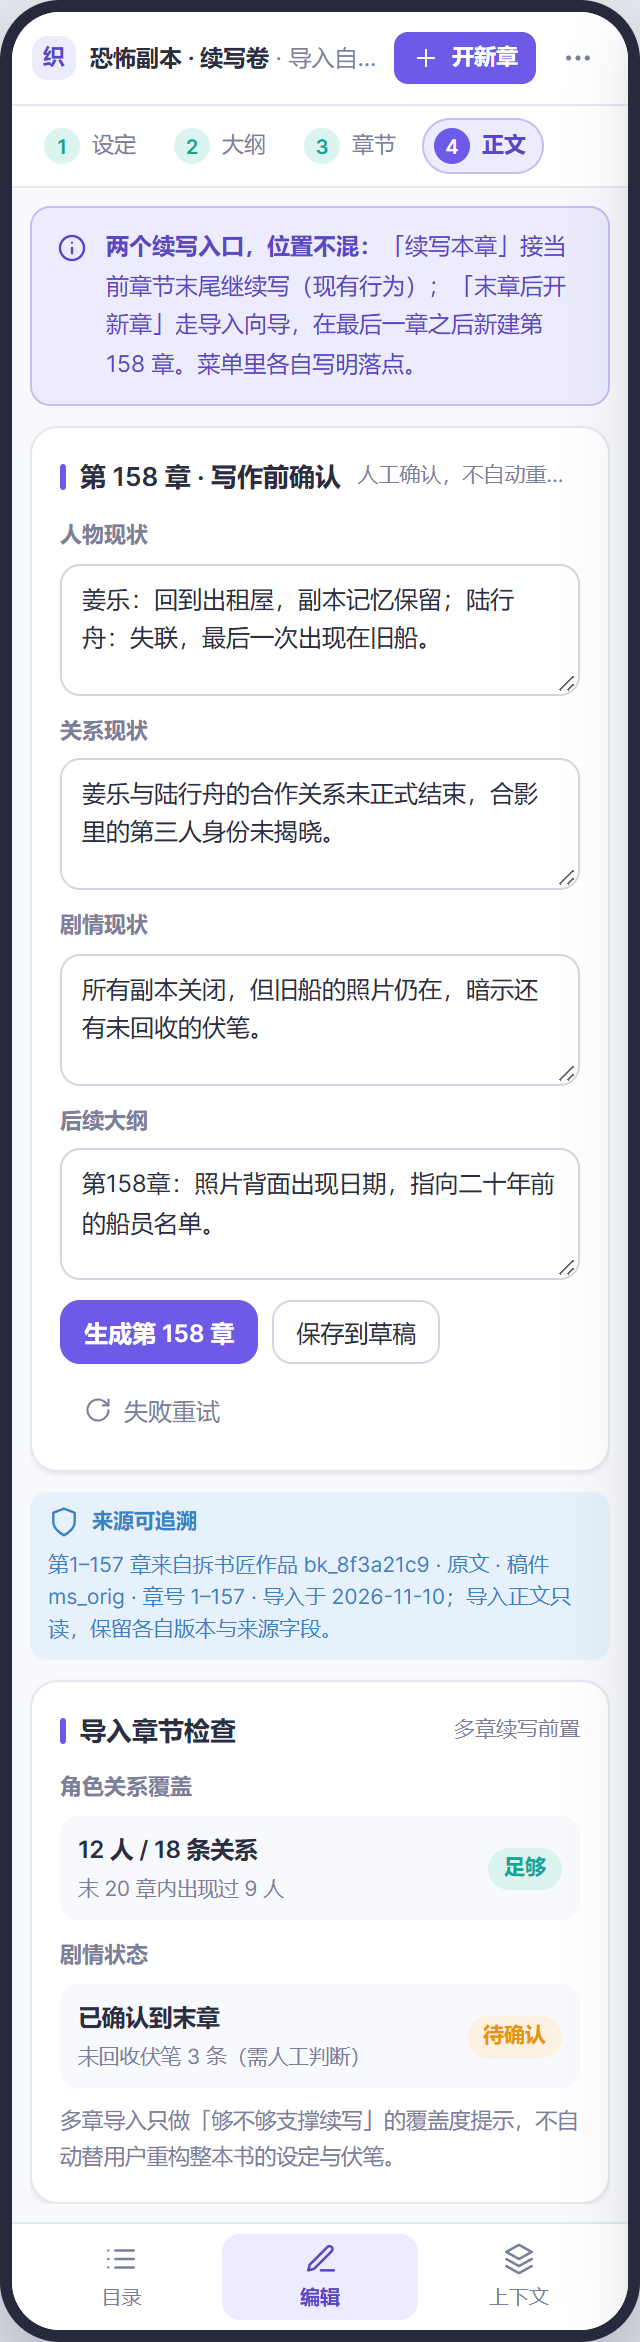 织 恐怖副本 · 续写卷 · 导入自... 开新章
1 设定 2 大纲 3 章节 4 正文
两个续写入口，位置不混：「续写本章」接当
前章节末尾继续写（现有行为）；「末章后开
新章」走导入向导，在最后一章之后新建第
158 章。菜单里各自写明落点。
第 158 章 · 写作前确认 人工确认，不自动重...
人物现状
姜乐：回到出租屋，副本记忆保留；陆行
舟：失联，最后一次出现在旧船。
关系现状
姜乐与陆行舟的合作关系未正式结束，合影
里的第三人身份未揭晓。
剧情现状
所有副本关闭，但旧船的照片仍在，暗示还
有未回收的伏笔。
后续大纲
第158章：照片背面出现日期，指向二十年前
的船员名单。
生成第 158 章 保存到草稿
失败重试
来源可追溯
第1–157 章来自拆书匠作品 bk_8f3a21c9 · 原文 · 稿件
ms_orig · 章号 1–157 · 导入于 2026-11-10；导入正文只
读，保留各自版本与来源字段。
导入章节检查 多章续写前置
角色关系覆盖
12 人 / 18 条关系
末 20 章内出现过 9 人
足够
剧情状态
已确认到末章
未回收伏笔 3 条（需人工判断）
待确认
多章导入只做「够不够支撑续写」的覆盖度提示，不自
动替用户重构整本书的设定与伏笔。
目录 编辑 上下文